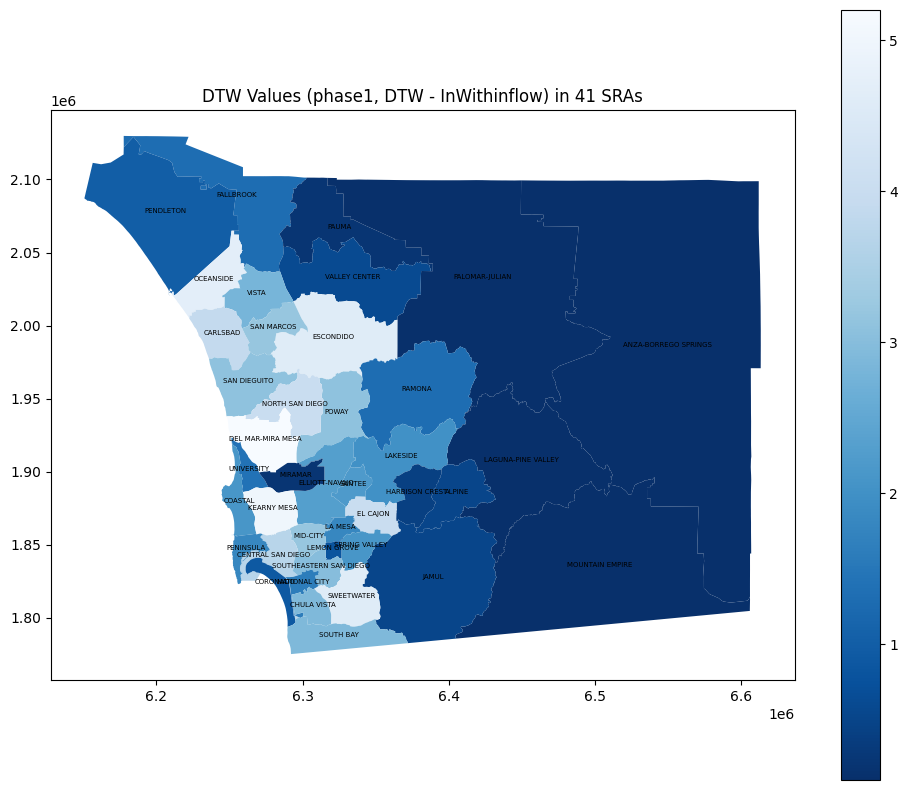 DTW Values (phase1, DTW - InWithinflow) in 41 SRAs
1e6
2.10
2.05
2.00
1.95
1.90
1.85
1.80
FALLBROOK
PENDLETON
PAUMA
OCEANSIDE
VALLEY CENTER
PALOMAR-JULIAN
VISTA
CARLSBAD
SAN MARCOS
ESCONDIDO
ANZA-BORREGO SPRINGS
SAN DIEGUITO
RAMONA
NORTH SAN DIEGO
POWAY
DEL MAR-MIRA MESA
LAKESIDE
LAGUNA-PINE VALLEY
UNIVERSITY
MIRAMAR
ELLIOTT-NAVAJO
SANTEE
HARBISON CREST
ALPINE
COASTAL
KEARNY MESA
EL CAJON
LA MESA
MID-CITY
SPRING VALLEY
PENINSULA
LEMON GROVE
CENTRAL SAN DIEGO
SOUTHEASTERN SAN DIEGO
MOUNTAIN EMPIRE
JAMUL
CORONADO
NATIONAL CITY
SWEETWATER
CHULA VISTA
SOUTH BAY
6.2
6.3
6.4
6.5
6.6
1e6
5
4
3
2
1